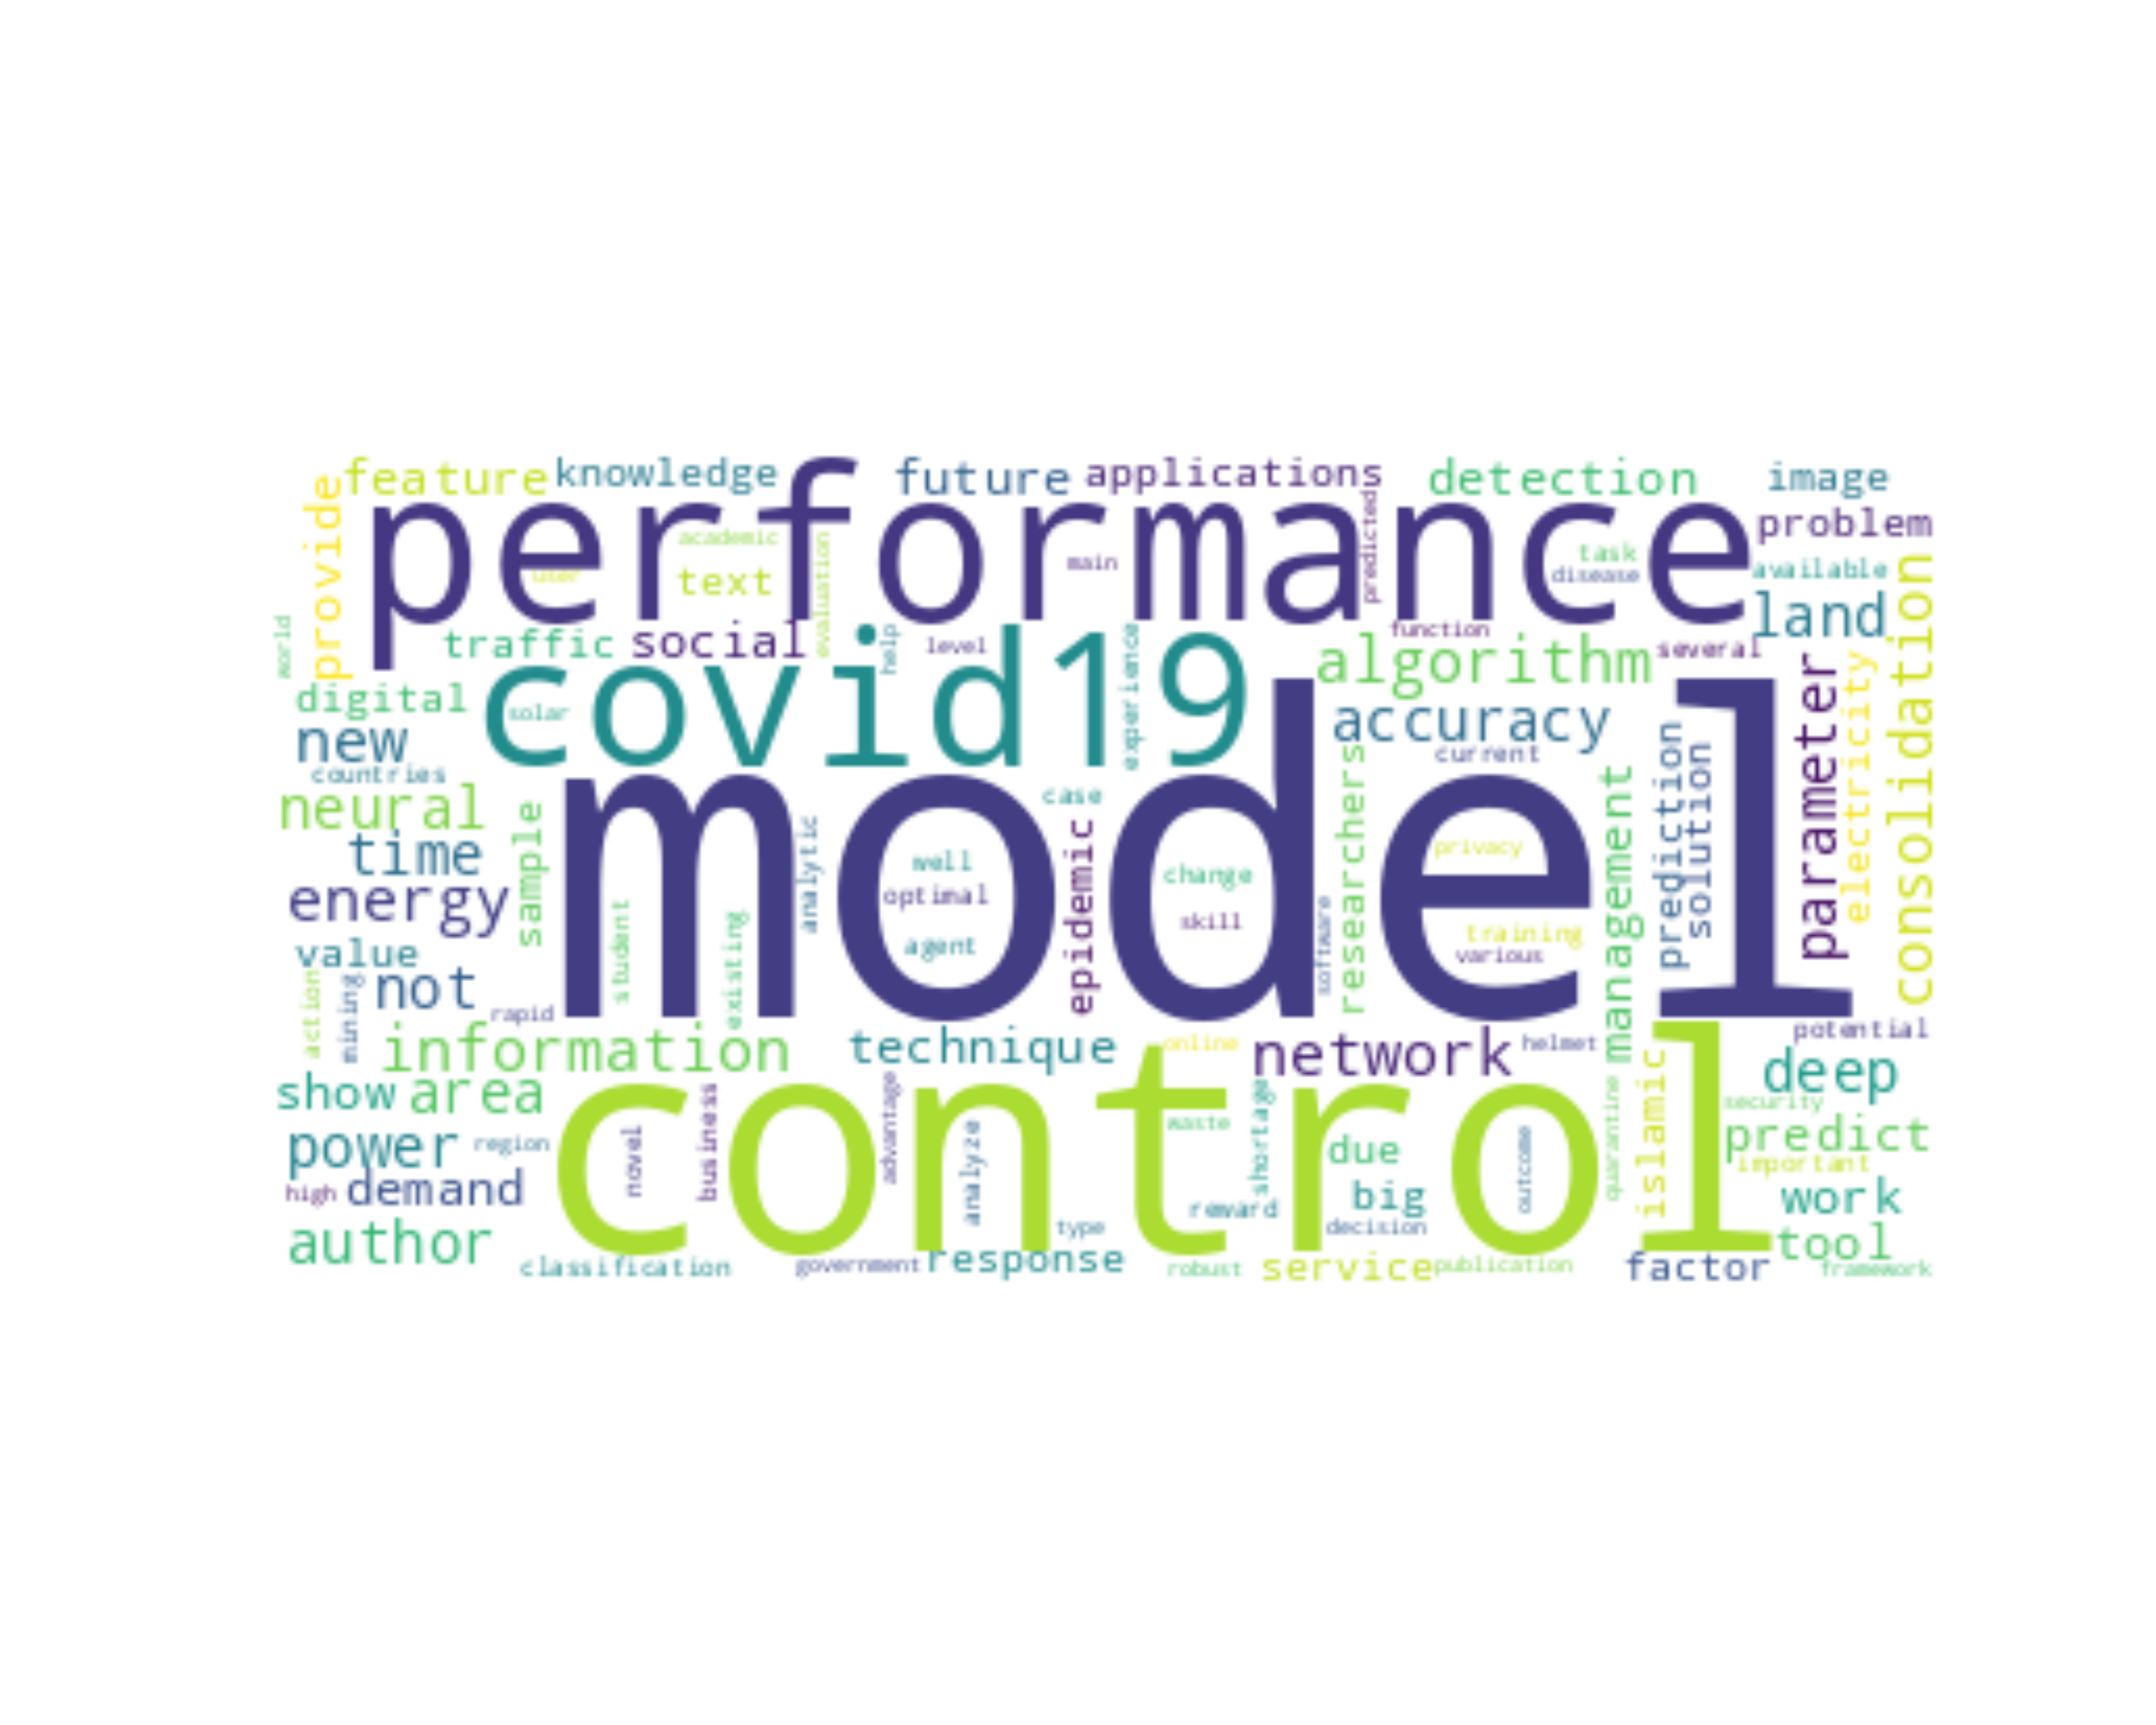 feature knowledge future applications detection image
provide performance problem
academic evaluation main predicted task
user text disease available
world traffic social help level experience function algorithm several land consolidation
digital covid19 accuracy parameter electricity
solar
new current
countries
neural sample model case researchers management prediction solution
time analytic well epidemic change privacy
energy student existing optimal skill software training
value agent various
not
action mining rapid potential
information technique online network helmet deep
show area control security
power region novel business advantage analyze waste shortage due outcome quarantine islamic predict
important
high demand reward big work
author type decision tool
classification government response robust service publication factor framework